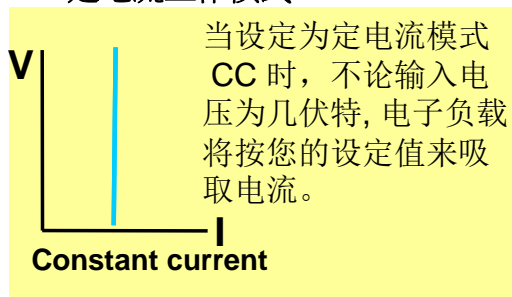 定电流工作模式
当设定为定电流模式
CC 时，不论输入电
压为几伏特, 电子负载
将按您的设定值来吸
取电流。
V
I
Constant current